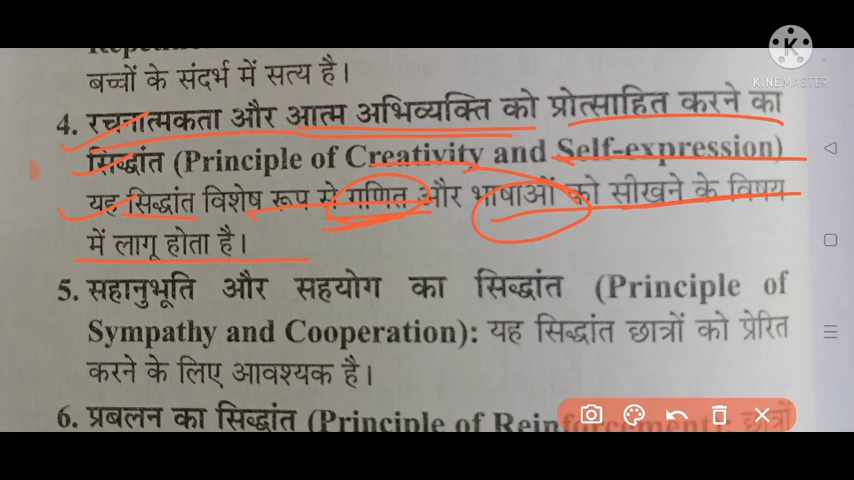 बच्चों के संदर्भ में सत्य है।
4. रचनात्मकता और आत्म अभिव्यक्ति को प्रोत्साहित करने का
सिद्धांत (Principle of Creativity and Self-expression)
यह सिद्धांत विशेष रूप से गणित और भाषाओं को सीखने के विषय
में लागू होता है।
5. सहानुभूति और सहयोग का सिद्धांत (Principle of
Sympathy and Cooperation): यह सिद्धांत छात्रों को प्रेरित
करने के लिए आवश्यक है।
6. प्रबलन का सिद्धांत (Principle of Reinforcement): छात्रों
K
KINEMASTER